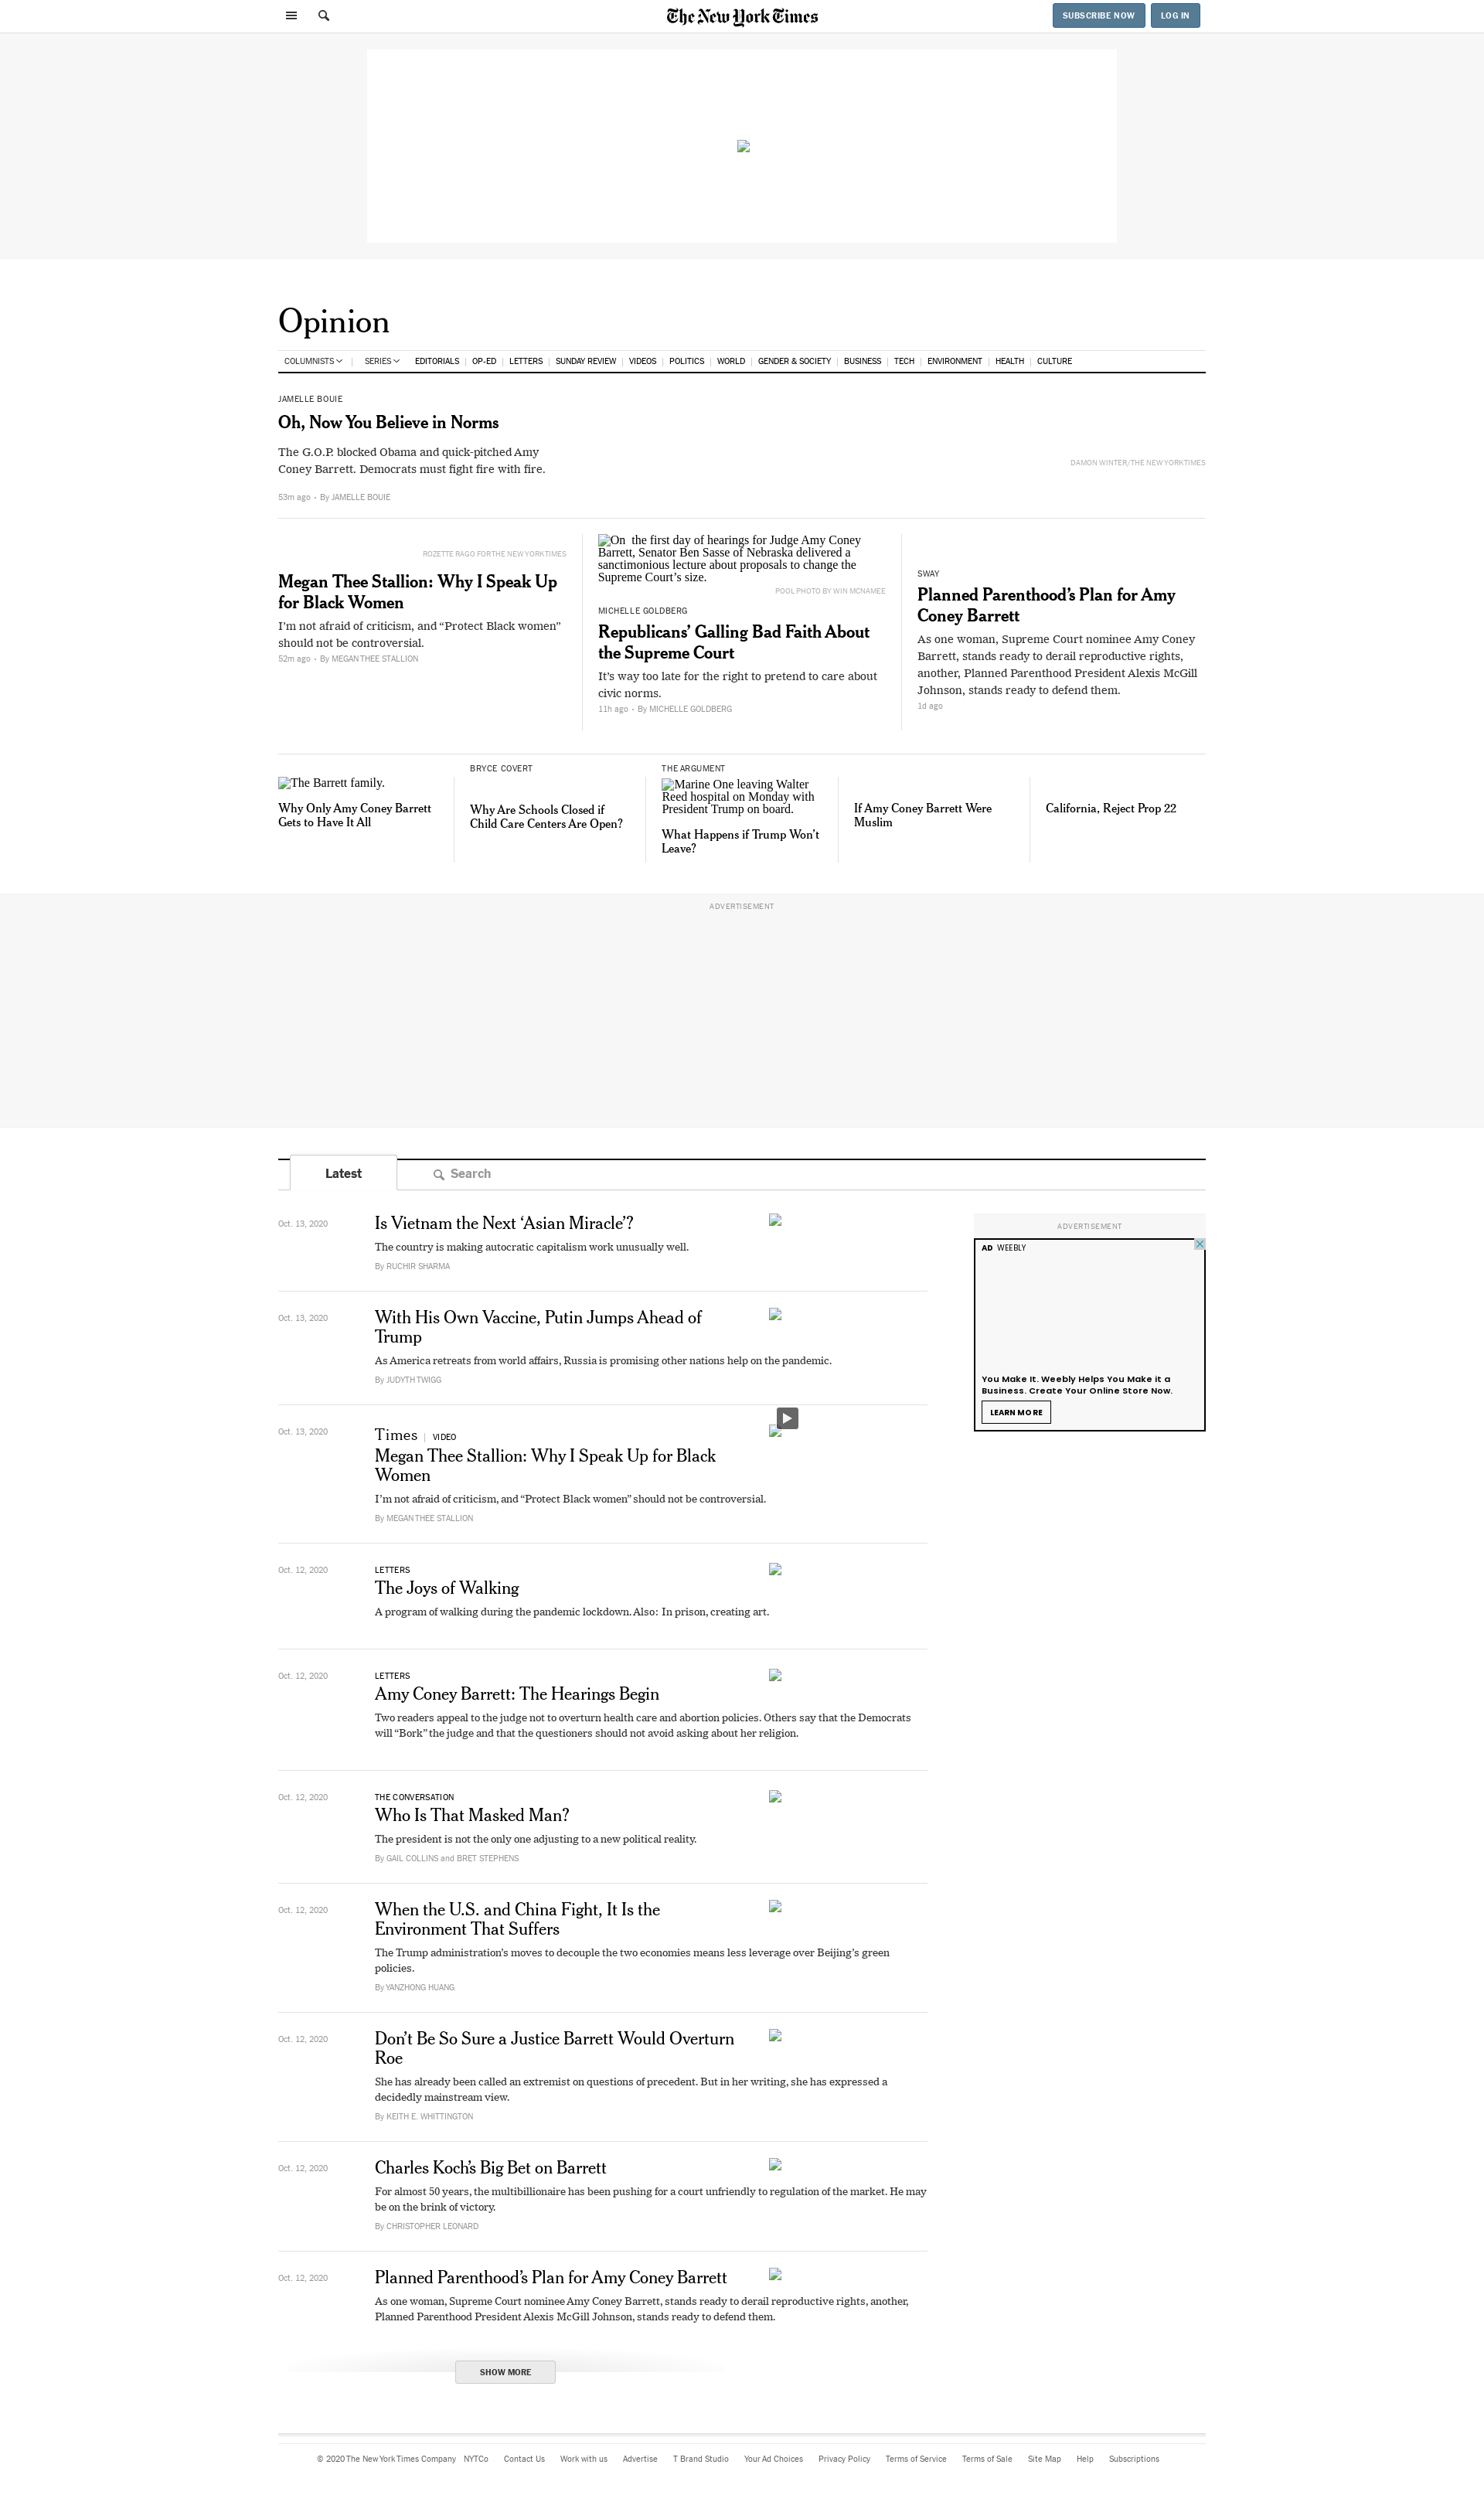 The New York Times
SUBSCRIBE NOW
LOG IN
Opinion
COLUMNISTS
SERIES
EDITORIALS
OP-ED
LETTERS
SUNDAY REVIEW
VIDEOS
POLITICS
WORLD
GENDER & SOCIETY
BUSINESS
TECH
ENVIRONMENT
HEALTH
CULTURE
JAMELLE BOUIE
Oh, Now You Believe in Norms
The G.O.P. blocked Obama and quick-pitched Amy
Coney Barrett. Democrats must fight fire with fire.
53m ago • By JAMELLE BOUIE
DAMON WINTER/THE NEW YORK TIMES
ROZETTE RAGO FOR THE NEW YORK TIMES
Megan Thee Stallion: Why I Speak Up
for Black Women
I’m not afraid of criticism, and “Protect Black women”
should not be controversial.
52m ago • By MEGAN THEE STALLION
On the first day of hearings for Judge Amy Coney
Barrett, Senator Ben Sasse of Nebraska delivered a
sanctimonious lecture about proposals to change the
Supreme Court’s size.
POOL PHOTO BY WIN MCNAMEE
MICHELLE GOLDBERG
Republicans’ Galling Bad Faith About
the Supreme Court
It’s way too late for the right to pretend to care about
civic norms.
11h ago • By MICHELLE GOLDBERG
SWAY
Planned Parenthood’s Plan for Amy
Coney Barrett
As one woman, Supreme Court nominee Amy Coney
Barrett, stands ready to derail reproductive rights,
another, Planned Parenthood President Alexis McGill
Johnson, stands ready to defend them.
1d ago
The Barrett family.
Why Only Amy Coney Barrett
Gets to Have It All
BRYCE COVERT
Why Are Schools Closed if
Child Care Centers Are Open?
THE ARGUMENT
Marine One leaving Walter
Reed hospital on Monday with
President Trump on board.
What Happens if Trump Won’t
Leave?
If Amy Coney Barrett Were
Muslim
California, Reject Prop 22
ADVERTISEMENT
Latest
Search
Oct. 13, 2020
Is Vietnam the Next ‘Asian Miracle’?
The country is making autocratic capitalism work unusually well.
By RUCHIR SHARMA
ADVERTISEMENT
AD WEEBLY
You Make It. Weebly Helps You Make it a
Business. Create Your Online Store Now.
LEARN MORE
Oct. 13, 2020
With His Own Vaccine, Putin Jumps Ahead of
Trump
As America retreats from world affairs, Russia is promising other nations help on the pandemic.
By JUDYTH TWIGG
Oct. 13, 2020
Times | VIDEO
Megan Thee Stallion: Why I Speak Up for Black
Women
I’m not afraid of criticism, and “Protect Black women” should not be controversial.
By MEGAN THEE STALLION
Oct. 12, 2020
LETTERS
The Joys of Walking
A program of walking during the pandemic lockdown. Also: In prison, creating art.
Oct. 12, 2020
LETTERS
Amy Coney Barrett: The Hearings Begin
Two readers appeal to the judge not to overturn health care and abortion policies. Others say that the Democrats
will “Bork” the judge and that the questioners should not avoid asking about her religion.
Oct. 12, 2020
THE CONVERSATION
Who Is That Masked Man?
The president is not the only one adjusting to a new political reality.
By GAIL COLLINS and BRET STEPHENS
Oct. 12, 2020
When the U.S. and China Fight, It Is the
Environment That Suffers
The Trump administration’s moves to decouple the two economies means less leverage over Beijing’s green
policies.
By YANZHONG HUANG
Oct. 12, 2020
Don’t Be So Sure a Justice Barrett Would Overturn
Roe
She has already been called an extremist on questions of precedent. But in her writing, she has expressed a
decidedly mainstream view.
By KEITH E. WHITTINGTON
Oct. 12, 2020
Charles Koch’s Big Bet on Barrett
For almost 50 years, the multibillionaire has been pushing for a court unfriendly to regulation of the market. He may
be on the brink of victory.
By CHRISTOPHER LEONARD
Oct. 12, 2020
Planned Parenthood’s Plan for Amy Coney Barrett
As one woman, Supreme Court nominee Amy Coney Barrett, stands ready to derail reproductive rights, another,
Planned Parenthood President Alexis McGill Johnson, stands ready to defend them.
SHOW MORE
© 2020 The New York Times Company
NYTCo
Contact Us
Work with us
Advertise
T Brand Studio
Your Ad Choices
Privacy Policy
Terms of Service
Terms of Sale
Site Map
Help
Subscriptions